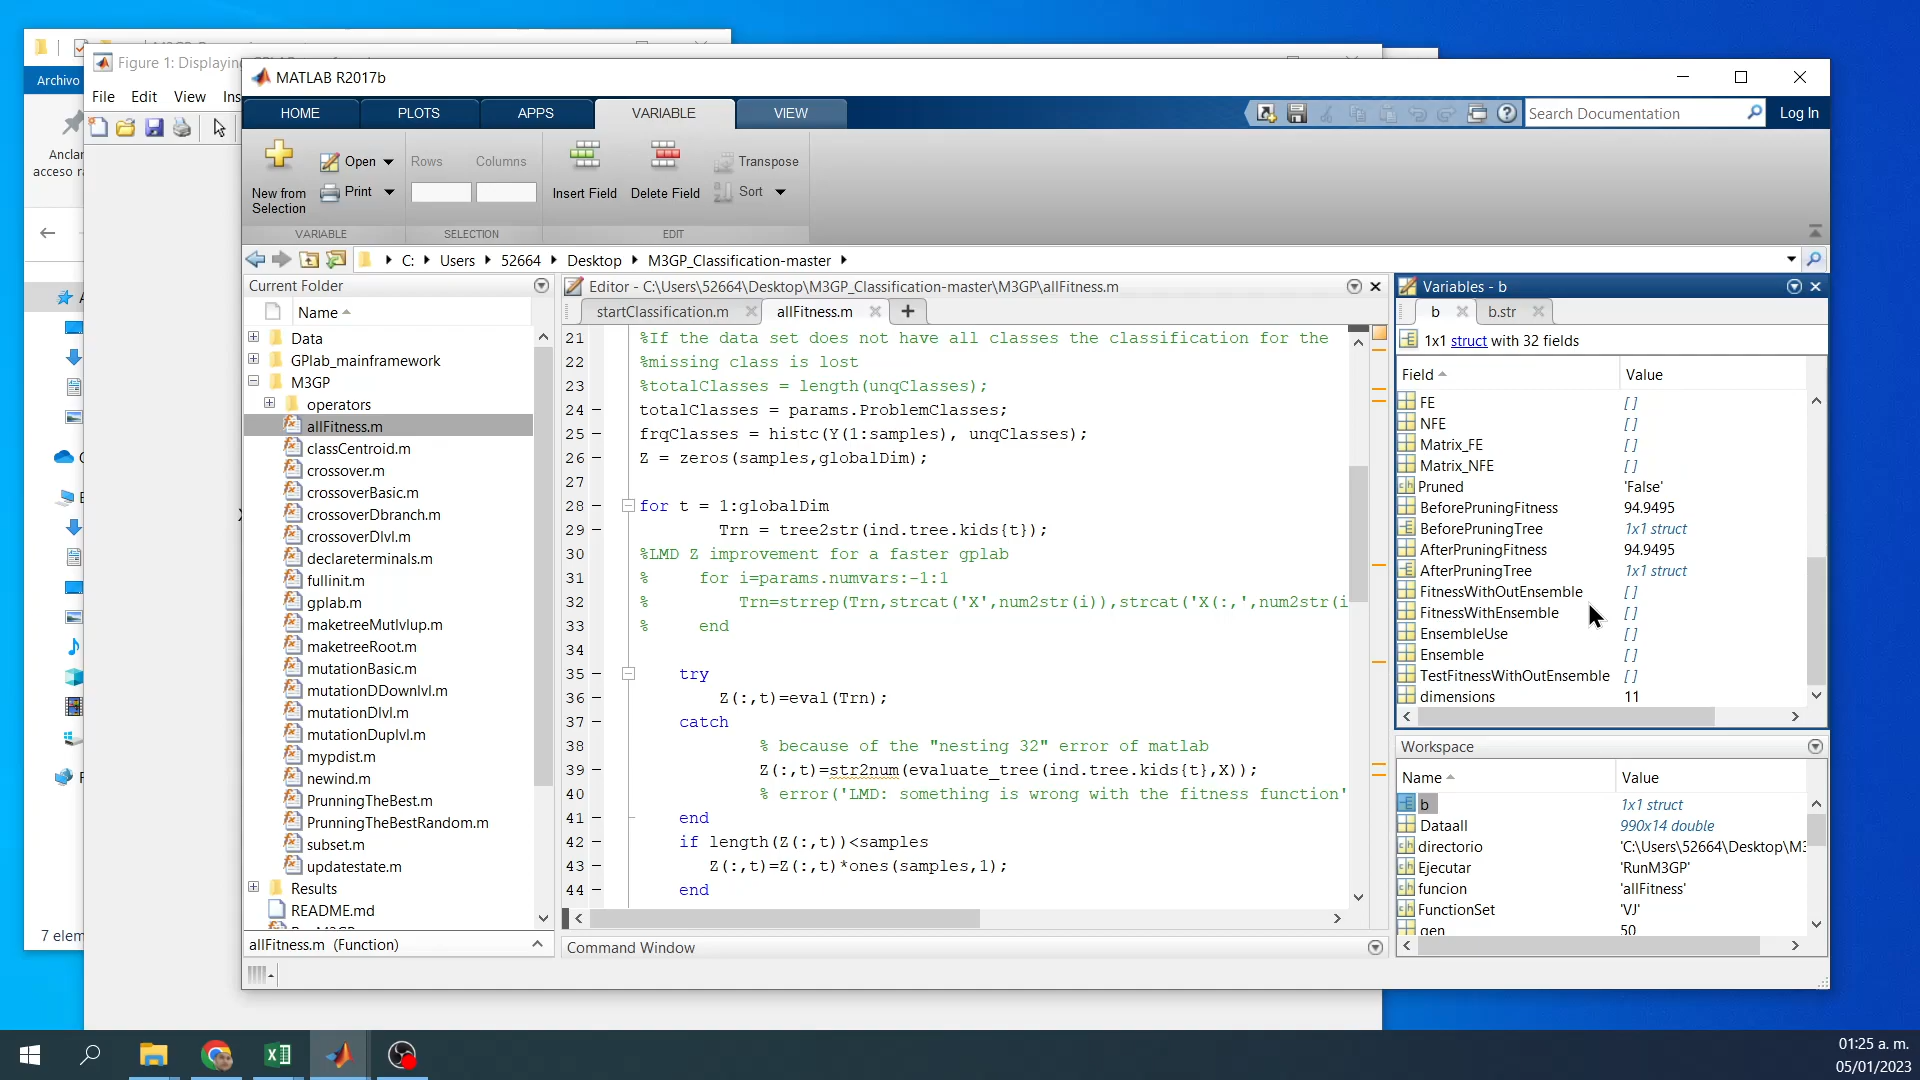 Archivo
Anclar
acceso rá
7 elem
Figure 1: Displaying
File Edit View Ins
MATLAB R2017b
HOME PLOTS APPS VARIABLE VIEW
Search Documentation
Log In
New from
Selection
Open
Print
Rows Columns
Insert Field Delete Field
Transpose
Sort
VARIABLE SELECTION EDIT
C: Users 52664 Desktop M3GP_Classification-master
Current Folder
Name
Data
GPlab_mainframework
M3GP
operators
allFitness.m
classCentroid.m
crossover.m
crossoverBasic.m
crossoverDbranch.m
crossoverDlvl.m
declareterminals.m
fullinit.m
gplab.m
maketreeMutlvlup.m
maketreeRoot.m
mutationBasic.m
mutationDDownlvl.m
mutationDlvl.m
mutationDuplvl.m
mypdist.m
newind.m
PrunningTheBest.m
PrunningTheBestRandom.m
subset.m
updatestate.m
Results
README.md
allFitness.m (Function)
Editor - C:\Users\52664\Desktop\M3GP_Classification-master\M3GP\allFitness.m
startClassification.m allFitness.m
21 %If the data set does not have all classes the classification for the
22 %missing class is lost
23 %totalClasses = length(unqClasses);
24 – totalClasses = params.ProblemClasses;
25 – frqClasses = histc(Y(1:samples), unqClasses);
26 – Z = zeros(samples,globalDim);
27
28 – for t = 1:globalDim
29 – Trn = tree2str(ind.tree.kids{t});
30 %LMD Z improvement for a faster gplab
31 % for i=params.numvars:-1:1
32 % Trn=strrep(Trn,strcat('X',num2str(i)),strcat('X(:,',num2str(i
33 % end
34
35 – try
36 – Z(:,t)=eval(Trn);
37 – catch
38 % because of the "nesting 32" error of matlab
39 – Z(:,t)=str2num(evaluate_tree(ind.tree.kids{t},X));
40 % error('LMD: something is wrong with the fitness function'
41 – end
42 – if length(Z(:,t))<samples
43 – Z(:,t)=Z(:,t)*ones(samples,1);
44 – end
Command Window
Variables - b
b b.str
1x1 struct with 32 fields
Field Value
FE []
NFE []
Matrix_FE []
Matrix_NFE []
Pruned 'False'
BeforePruningFitness 94.9495
BeforePruningTree 1x1 struct
AfterPruningFitness 94.9495
AfterPruningTree 1x1 struct
FitnessWithOutEnsemble []
FitnessWithEnsemble []
EnsembleUse []
Ensemble []
TestFitnessWithOutEnsemble []
dimensions 11
Workspace
Name Value
b 1x1 struct
Dataall 990x14 double
directorio 'C:\Users\52664\Desktop\M3
Ejecutar 'RunM3GP'
funcion 'allFitness'
FunctionSet 'VJ'
gen 50
01:25 a. m.
05/01/2023